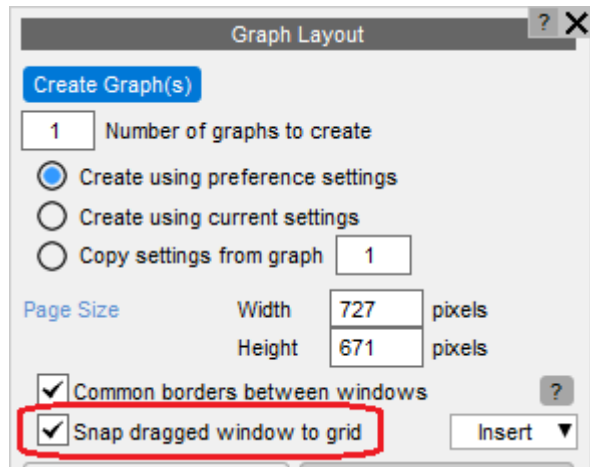 Graph Layout ?
Create Graph(s)
1 Number of graphs to create
Create using preference settings
Create using current settings
Copy settings from graph 1
Page Size Width 727 pixels
Height 671 pixels
Common borders between windows ?
Snap dragged window to grid Insert